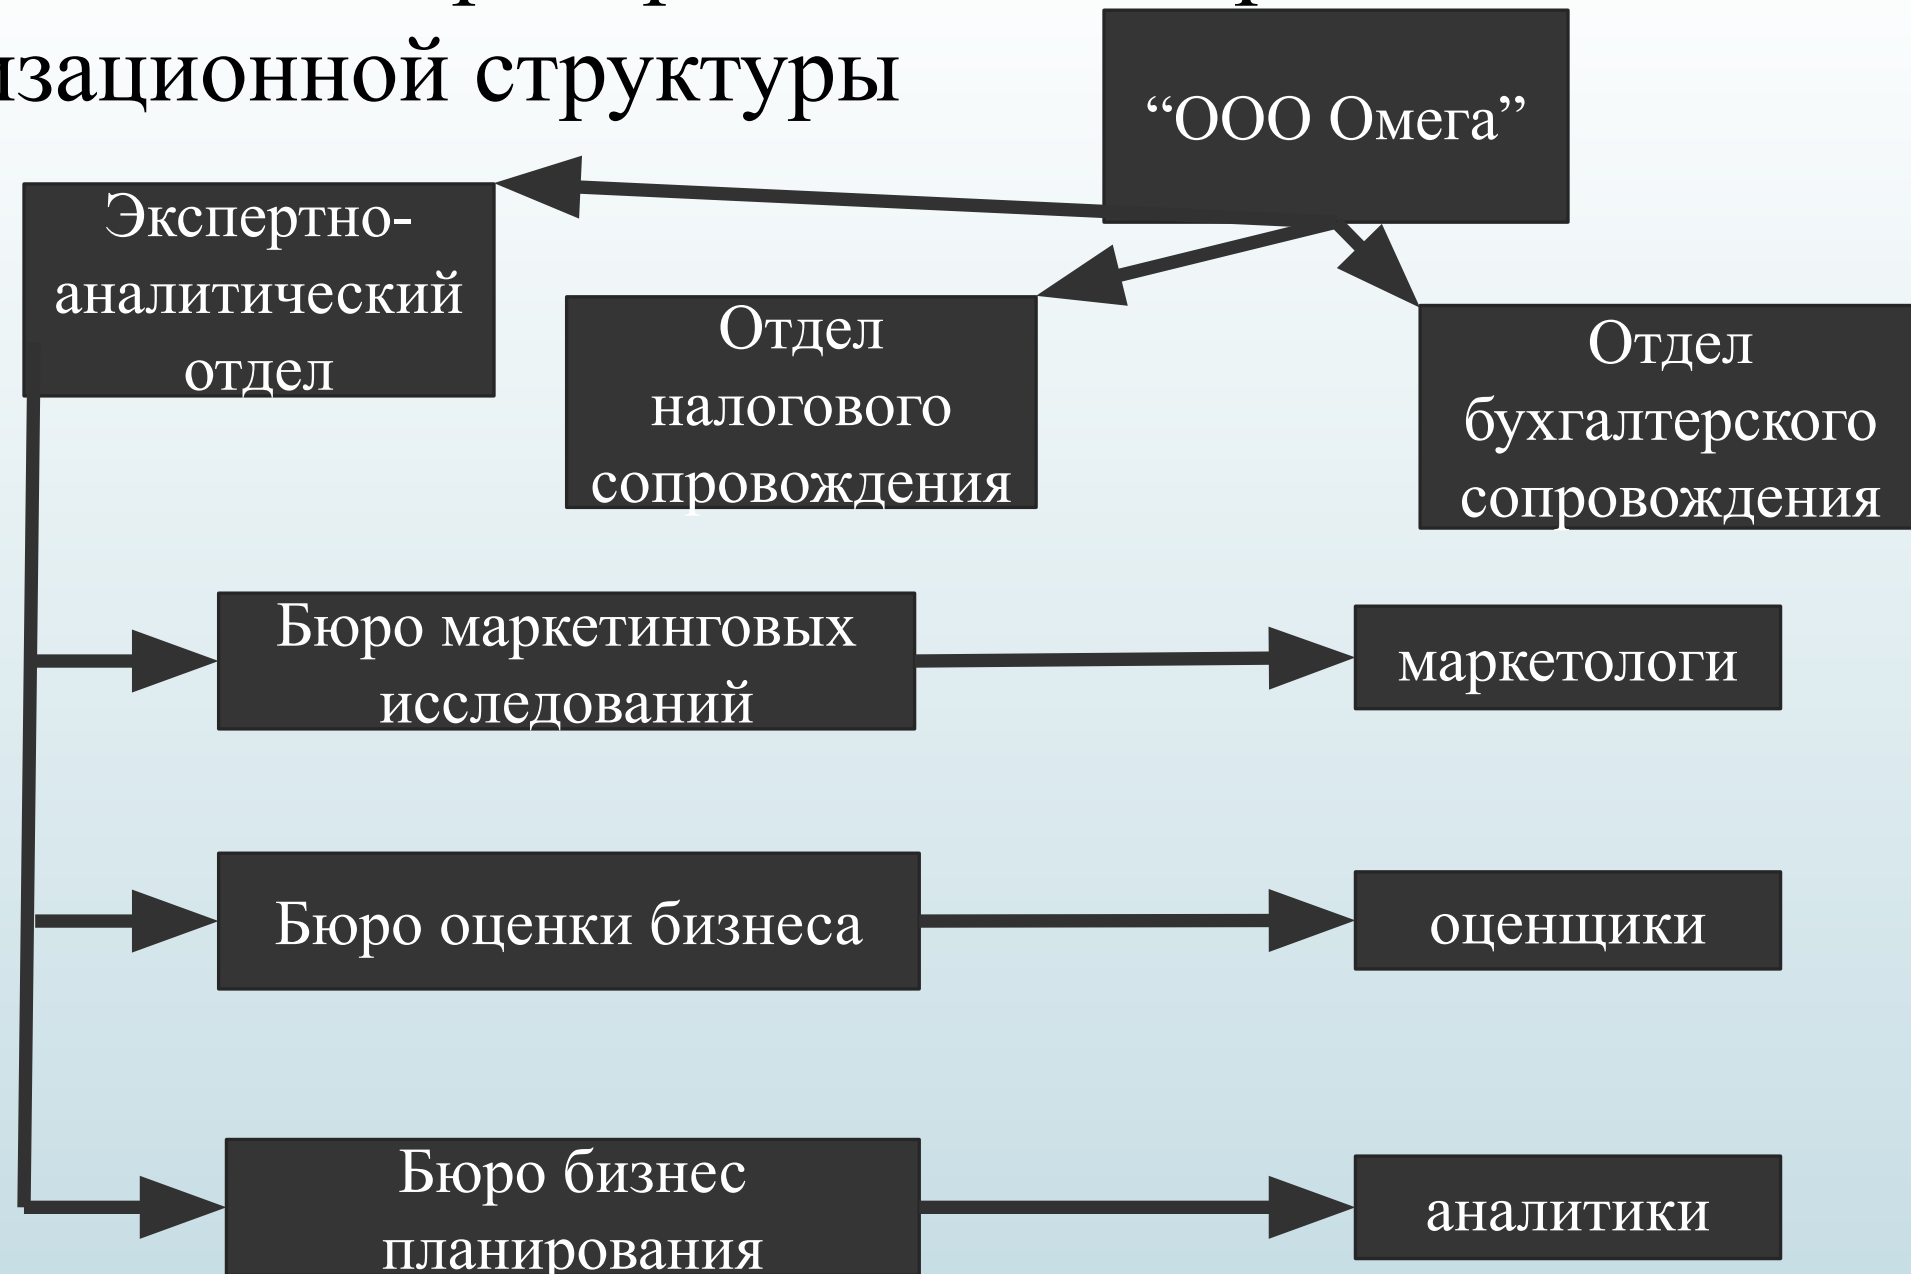 структуры
“ООО Омега”
Экспертно-
аналитический
отдел
Отдел
налогового
сопровождения
Отдел
бухгалтерского
сопровождения
Бюро маркетинговых
исследований
маркетологи
Бюро оценки бизнеса
оценщики
Бюро бизнес
планирования
аналитики